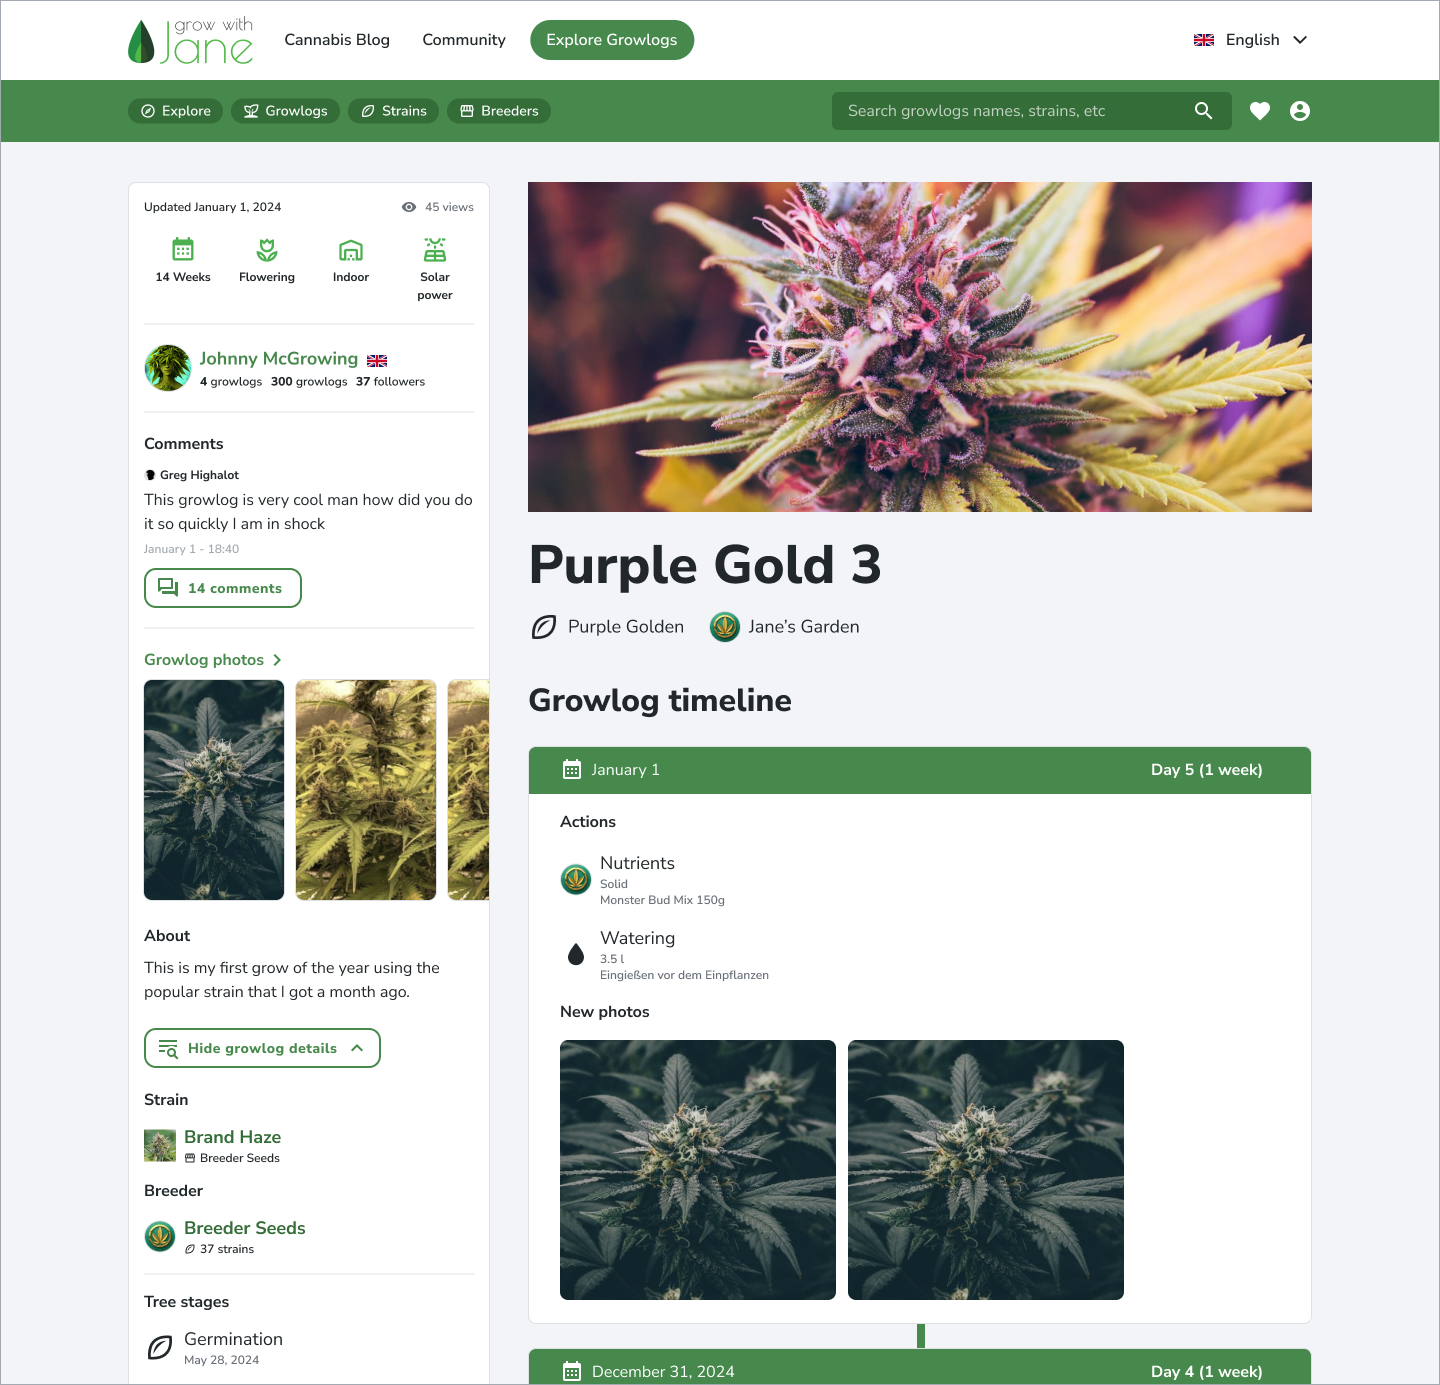 grow with
Jane
Cannabis Blog
Community
Explore Growlogs
English
Explore
Growlogs
Strains
Breeders
Search growlogs names, strains, etc
Updated January 1, 2024
45 views
14 Weeks
Flowering
Indoor
Solar
power
Johnny McGrowing
4 growlogs 300 growlogs 37 followers
Comments
Greg Highalot
This growlog is very cool man how did you do
it so quickly I am in shock
January 1 - 18:40
14 comments
Growlog photos
About
This is my first grow of the year using the
popular strain that I got a month ago.
Hide growlog details
Strain
Brand Haze
Breeder Seeds
Breeder
Breeder Seeds
37 strains
Tree stages
Germination
May 28, 2024
Purple Gold 3
Purple Golden
Jane’s Garden
Growlog timeline
January 1
Day 5 (1 week)
Actions
Nutrients
Solid
Monster Bud Mix 150g
Watering
3.5 l
Eingießen vor dem Einpflanzen
New photos
December 31, 2024
Day 4 (1 week)